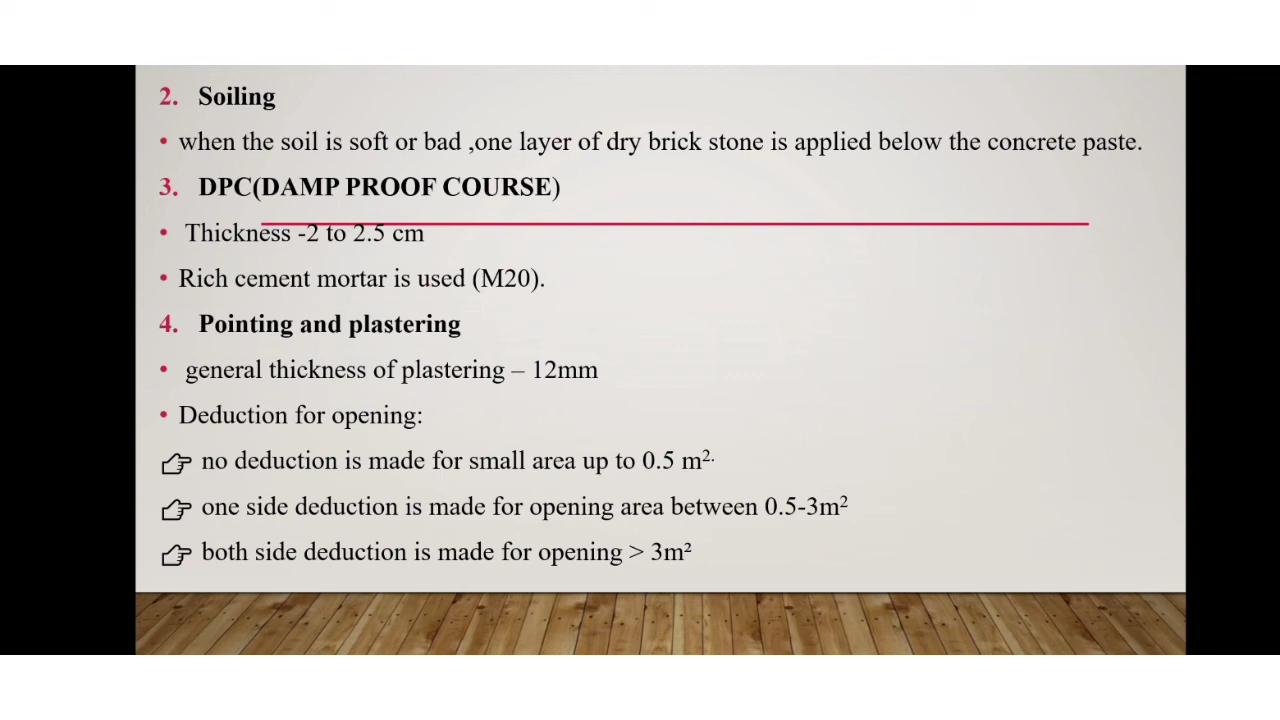 2. Soiling
• when the soil is soft or bad ,one layer of dry brick stone is applied below the concrete paste.
3. DPC(DAMP PROOF COURSE)
• Thickness -2 to 2.5 cm
• Rich cement mortar is used (M20).
4. Pointing and plastering
• general thickness of plastering – 12mm
• Deduction for opening:
☞ no deduction is made for small area up to 0.5 m²·
☞ one side deduction is made for opening area between 0.5-3m²
☞ both side deduction is made for opening > 3m²